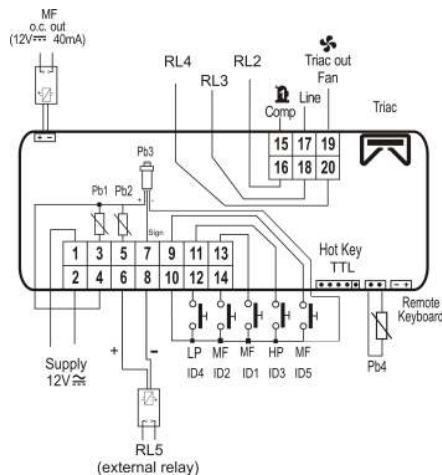 MF
o.c. out
(12V⎓ 40mA)
RL4
RL3
RL2
Triac out
Fan
1
Comp
Line
Triac
15 17 19
16 18 20
+ -
Pb3
+ -
Pb1
Pb2
Sign
1 3 5 7 9 11 13
2 4 6 8 10 12 14
Hot Key
TTL
- +
Remote
Keyboard
Pb4
Supply
12V≂
+ -
LP MF MF HP MF
ID4 ID2 ID1 ID3 ID5
RL5
(external relay)